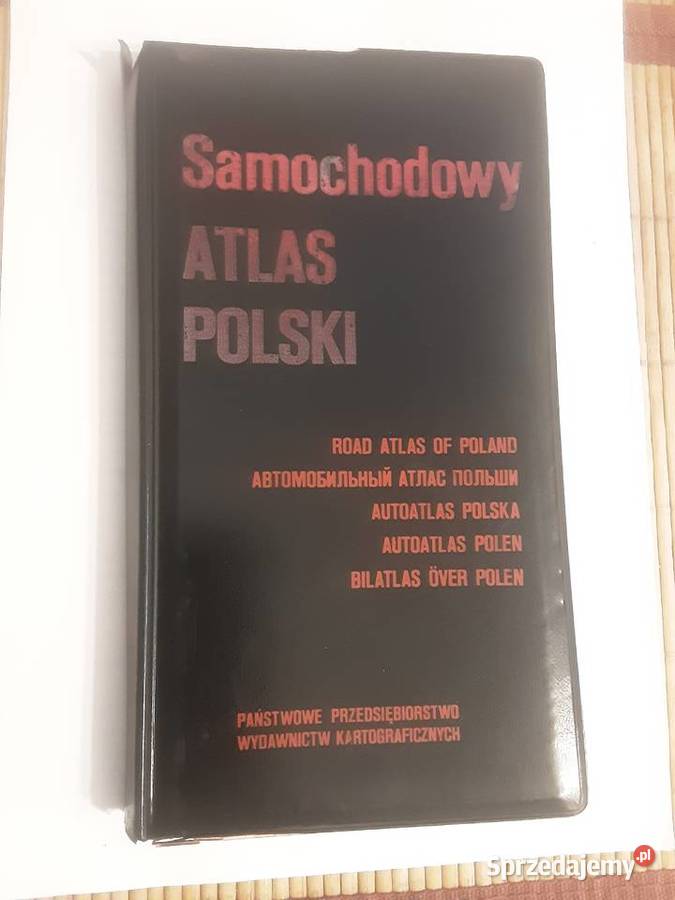 Samochodowy
ATLAS
POLSKI
ROAD ATLAS OF POLAND
АВТОМОБИЛЬНЫЙ АТЛАС ПОЛЬШИ
AUTOATLAS POLSKA
AUTOATLAS POLEN
BILATLAS ÖVER POLEN
PAŃSTWOWE PRZEDSIĘBIORSTWO
WYDAWNICTW KARTOGRAFICZNYCH
Sprzedajemy.pl